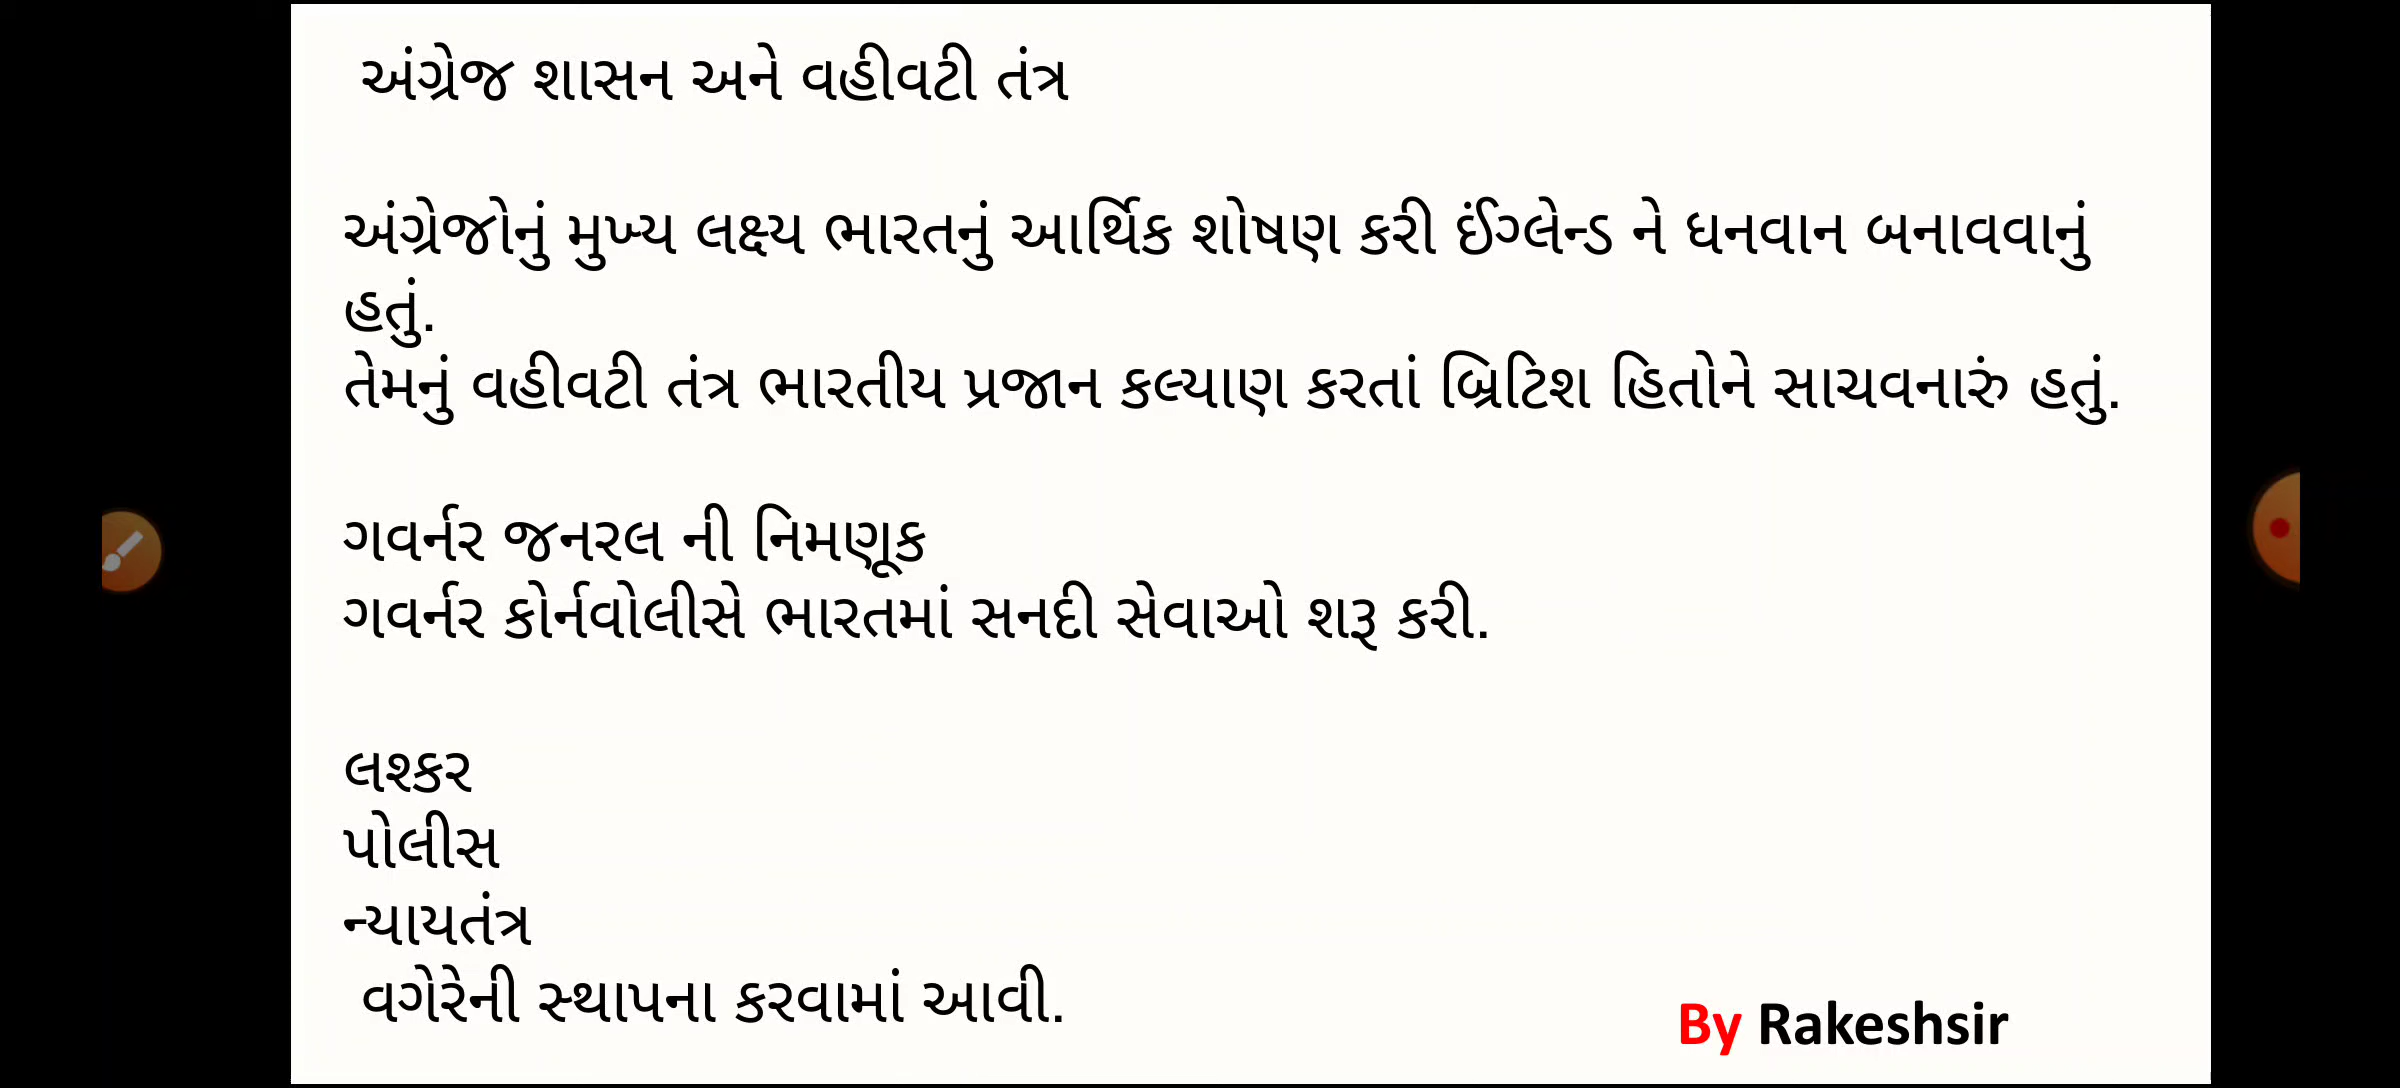 અંગ્રેજ શાસન અને વહીવટી તંત્ર
અંગ્રેજોનું મુખ્ય લક્ષ્ય ભારતનું આર્થિક શોષણ કરી ઈંગ્લેન્ડ ને ધનવાન બનાવવાનું
હતું.
તેમનું વહીવટી તંત્ર ભારતીય પ્રજાન કલ્યાણ કરતાં બ્રિટિશ હિતોને સાચવનારું હતું.
ગવર્નર જનરલ ની નિમણૂક
ગવર્નર કોર્નવોલીસે ભારતમાં સનદી સેવાઓ શરૂ કરી.
લશ્કર
પોલીસ
ન્યાયતંત્ર
વગેરેની સ્થાપના કરવામાં આવી.
By Rakeshsir